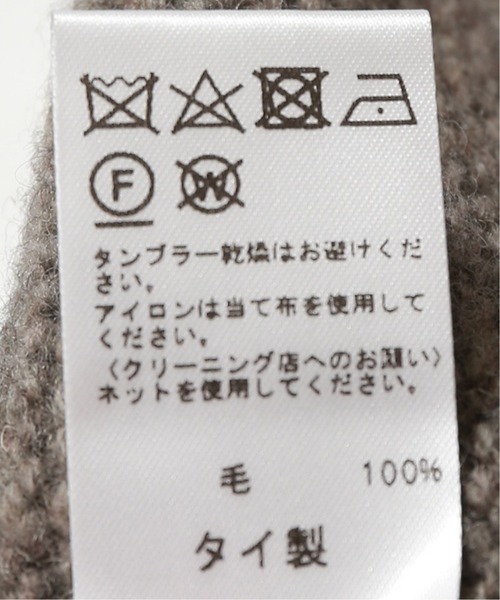 F W
タンブラー乾燥はお避けくだ
さい。
アイロンは当て布を使用して
ください。
〈クリーニング店へのお願い〉
ネットを使用してください。
毛 100%
タイ製